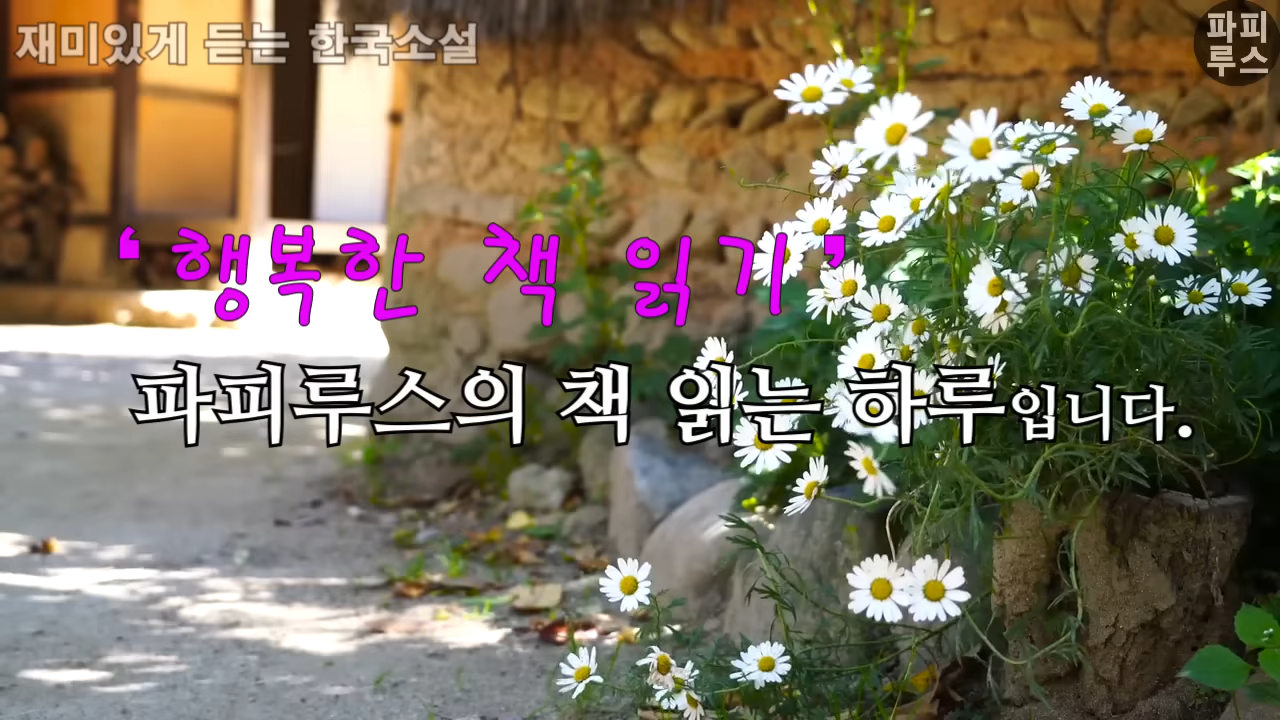 재미있게 듣는 한국소설
파피
루스
‘행복한 책 읽기’
파피루스의 책 읽는 하루입니다.